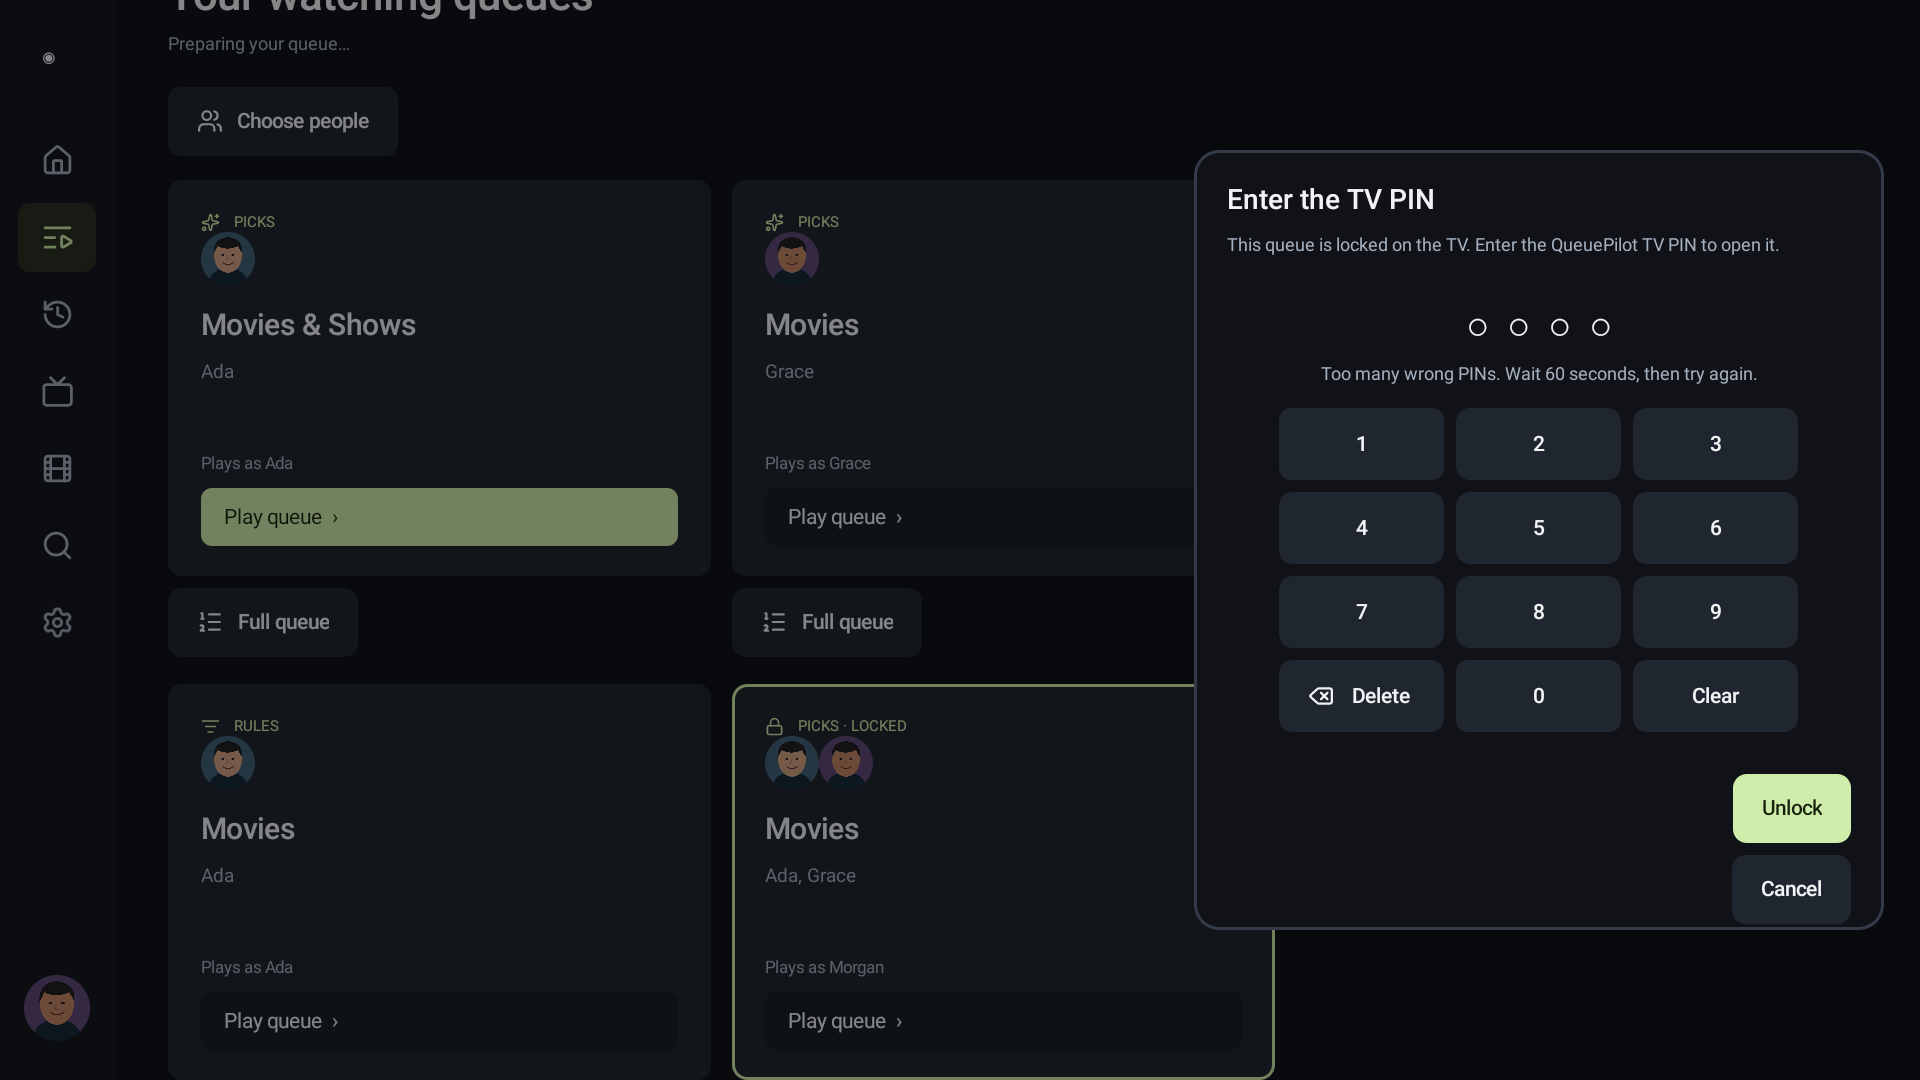 Your watching queues
Preparing your queue...
Choose people
PICKS
Movies & Shows
Ada
Plays as Ada
Play queue ›
Full queue
PICKS
Movies
Grace
Plays as Grace
Play queue ›
Full queue
RULES
Movies
Ada
Plays as Ada
Play queue ›
PICKS · LOCKED
Movies
Ada, Grace
Plays as Morgan
Play queue ›
Enter the TV PIN
This queue is locked on the TV. Enter the QueuePilot TV PIN to open it.
Too many wrong PINs. Wait 60 seconds, then try again.
1 2 3
4 5 6
7 8 9
Delete 0 Clear
Unlock
Cancel